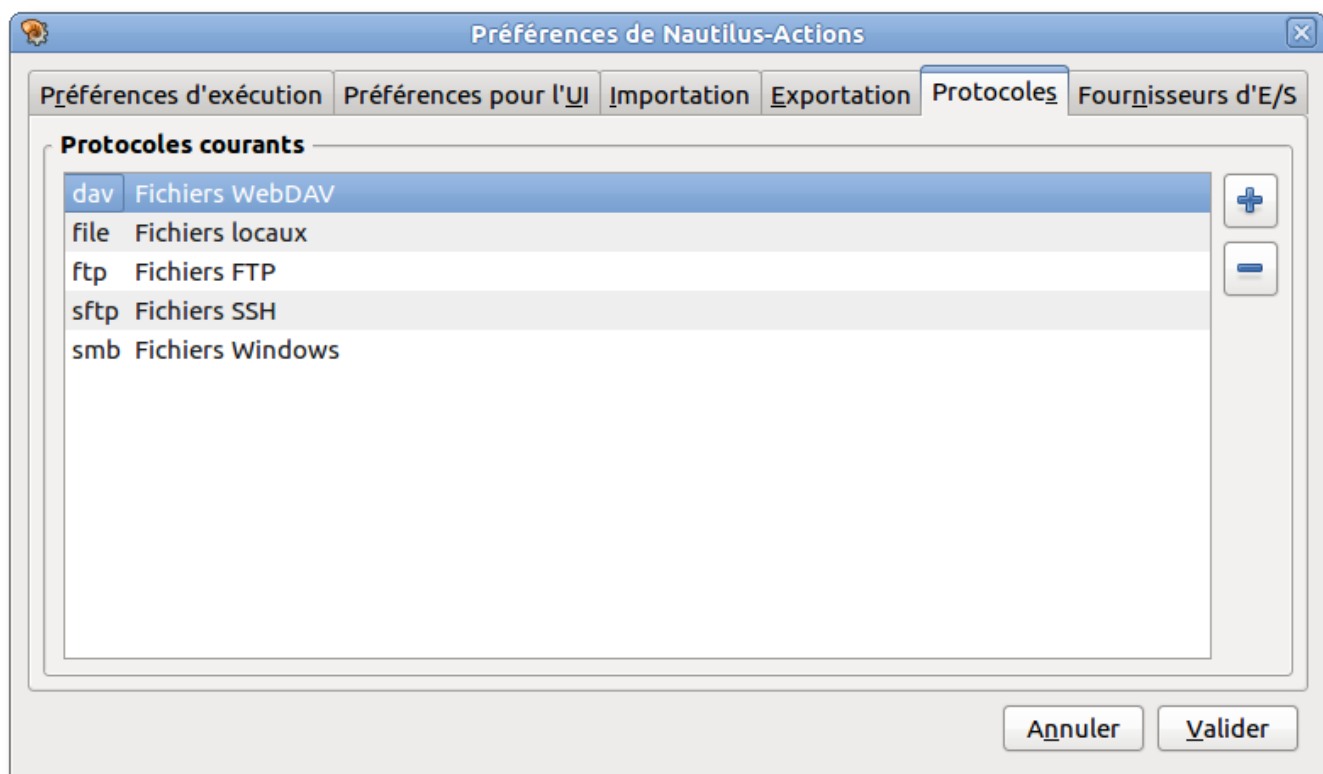 Préférences de Nautilus-Actions
Préférences d'exécution Préférences pour l'UI Importation Exportation Protocoles Fournisseurs d'E/S
Protocoles courants
dav Fichiers WebDAV
file Fichiers locaux
ftp Fichiers FTP
sftp Fichiers SSH
smb Fichiers Windows
Annuler Valider